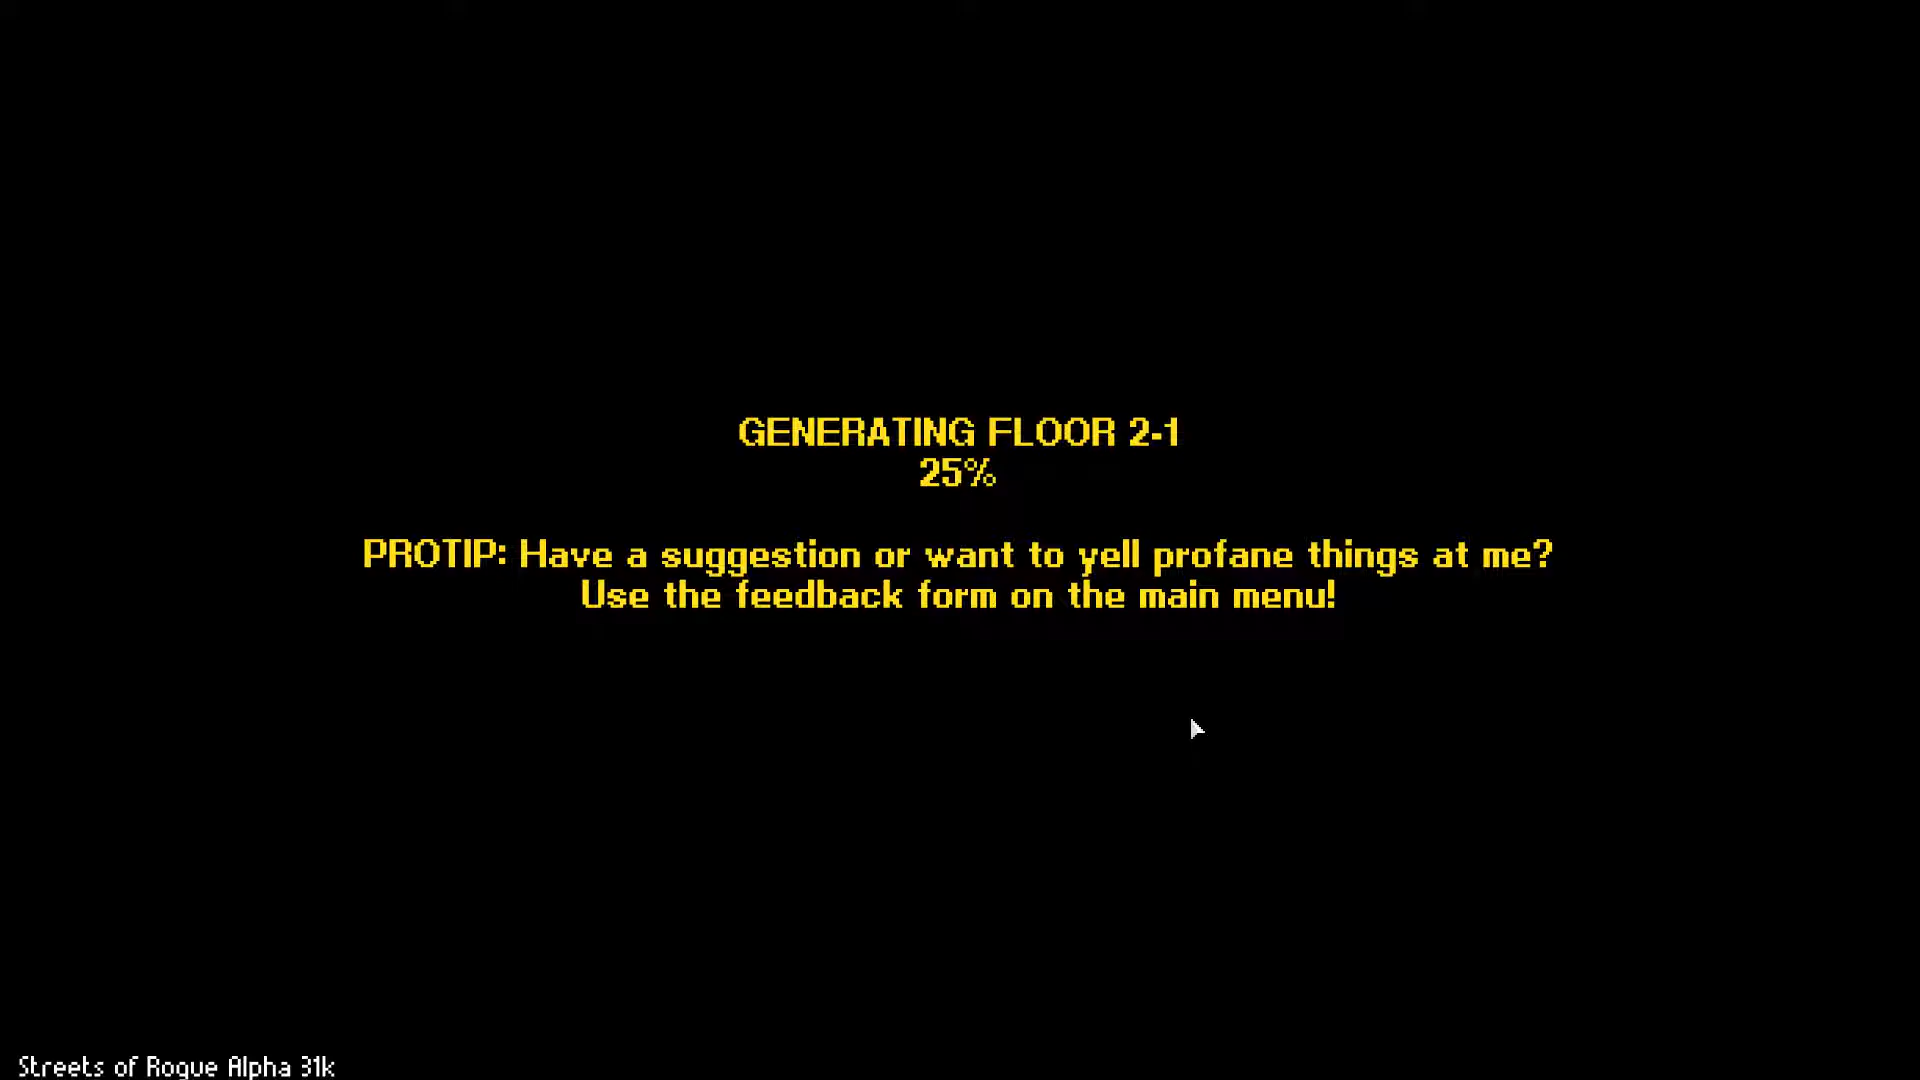 GENERATING FLOOR 2-1
25%
PROTIP: Have a suggestion or want to yell profane things at me?
Use the feedback form on the main menu!
Streets of Rogue Alpha 31k